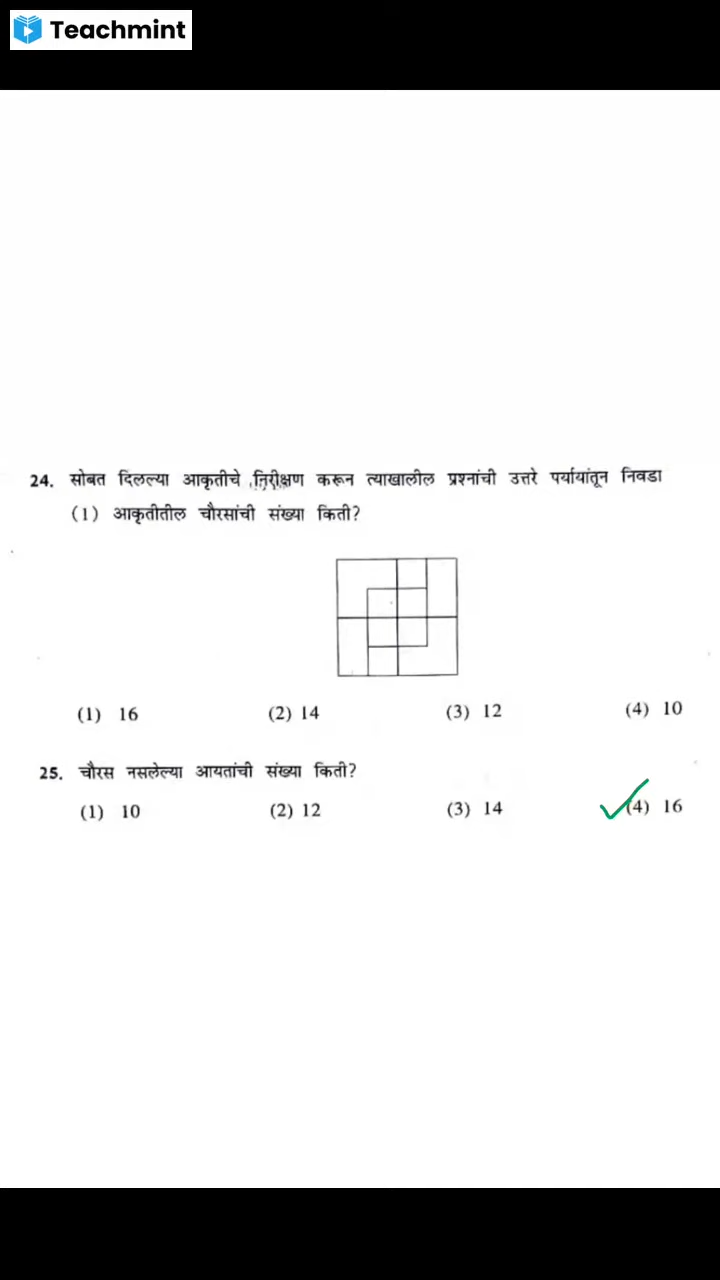 Teachmint
24. सोबत दिलल्या आकृतीचे निरीक्षण करून त्याखालील प्रश्नांची उत्तरे पर्यायांतून निवडा
(1) आकृतीतील चौरसांची संख्या किती?
(1) 16 (2) 14 (3) 12 (4) 10
25. चौरस नसलेल्या आयतांची संख्या किती?
(1) 10 (2) 12 (3) 14 (4) 16